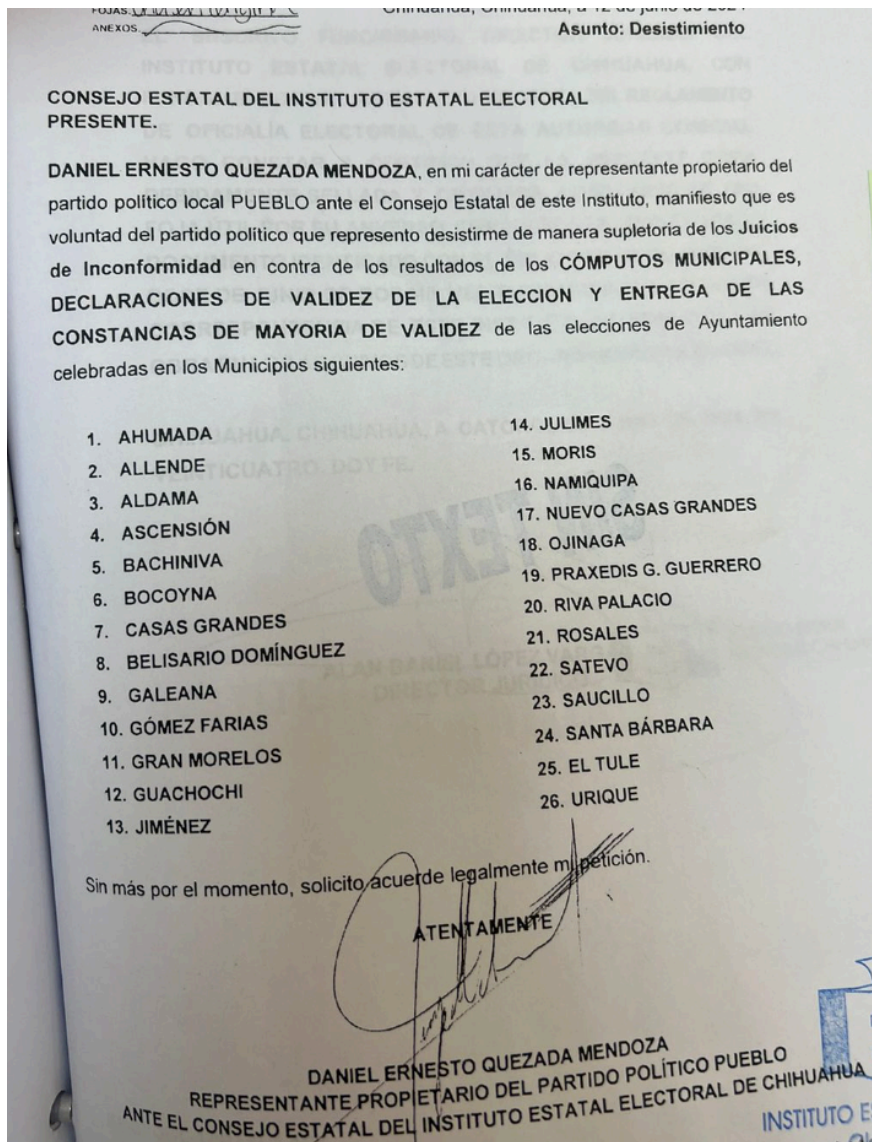 FOJAS.
ANEXOS.
Chihuahua, Chihuahua, a 12 de junio de 2024
Asunto: Desistimiento
CONSEJO ESTATAL DEL INSTITUTO ESTATAL ELECTORAL
PRESENTE.
DANIEL ERNESTO QUEZADA MENDOZA, en mi carácter de representante propietario del
partido político local PUEBLO ante el Consejo Estatal de este Instituto, manifiesto que es
voluntad del partido político que represento desistirme de manera supletoria de los Juicios
de Inconformidad en contra de los resultados de los CÓMPUTOS MUNICIPALES,
DECLARACIONES DE VALIDEZ DE LA ELECCION Y ENTREGA DE LAS
CONSTANCIAS DE MAYORIA DE VALIDEZ de las elecciones de Ayuntamiento
celebradas en los Municipios siguientes:
1. AHUMADA
2. ALLENDE
3. ALDAMA
4. ASCENSIÓN
5. BACHINIVA
6. BOCOYNA
7. CASAS GRANDES
8. BELISARIO DOMÍNGUEZ
9. GALEANA
10. GÓMEZ FARIAS
11. GRAN MORELOS
12. GUACHOCHI
13. JIMÉNEZ
14. JULIMES
15. MORIS
16. NAMIQUIPA
17. NUEVO CASAS GRANDES
18. OJINAGA
19. PRAXEDIS G. GUERRERO
20. RIVA PALACIO
21. ROSALES
22. SATEVO
23. SAUCILLO
24. SANTA BÁRBARA
25. EL TULE
26. URIQUE
Sin más por el momento, solicito acuerde legalmente mi petición.
ATENTAMENTE
DANIEL ERNESTO QUEZADA MENDOZA
REPRESENTANTE PROPIETARIO DEL PARTIDO POLÍTICO PUEBLO
ANTE EL CONSEJO ESTATAL DEL INSTITUTO ESTATAL ELECTORAL DE CHIHUAHUA
INSTITUTO E